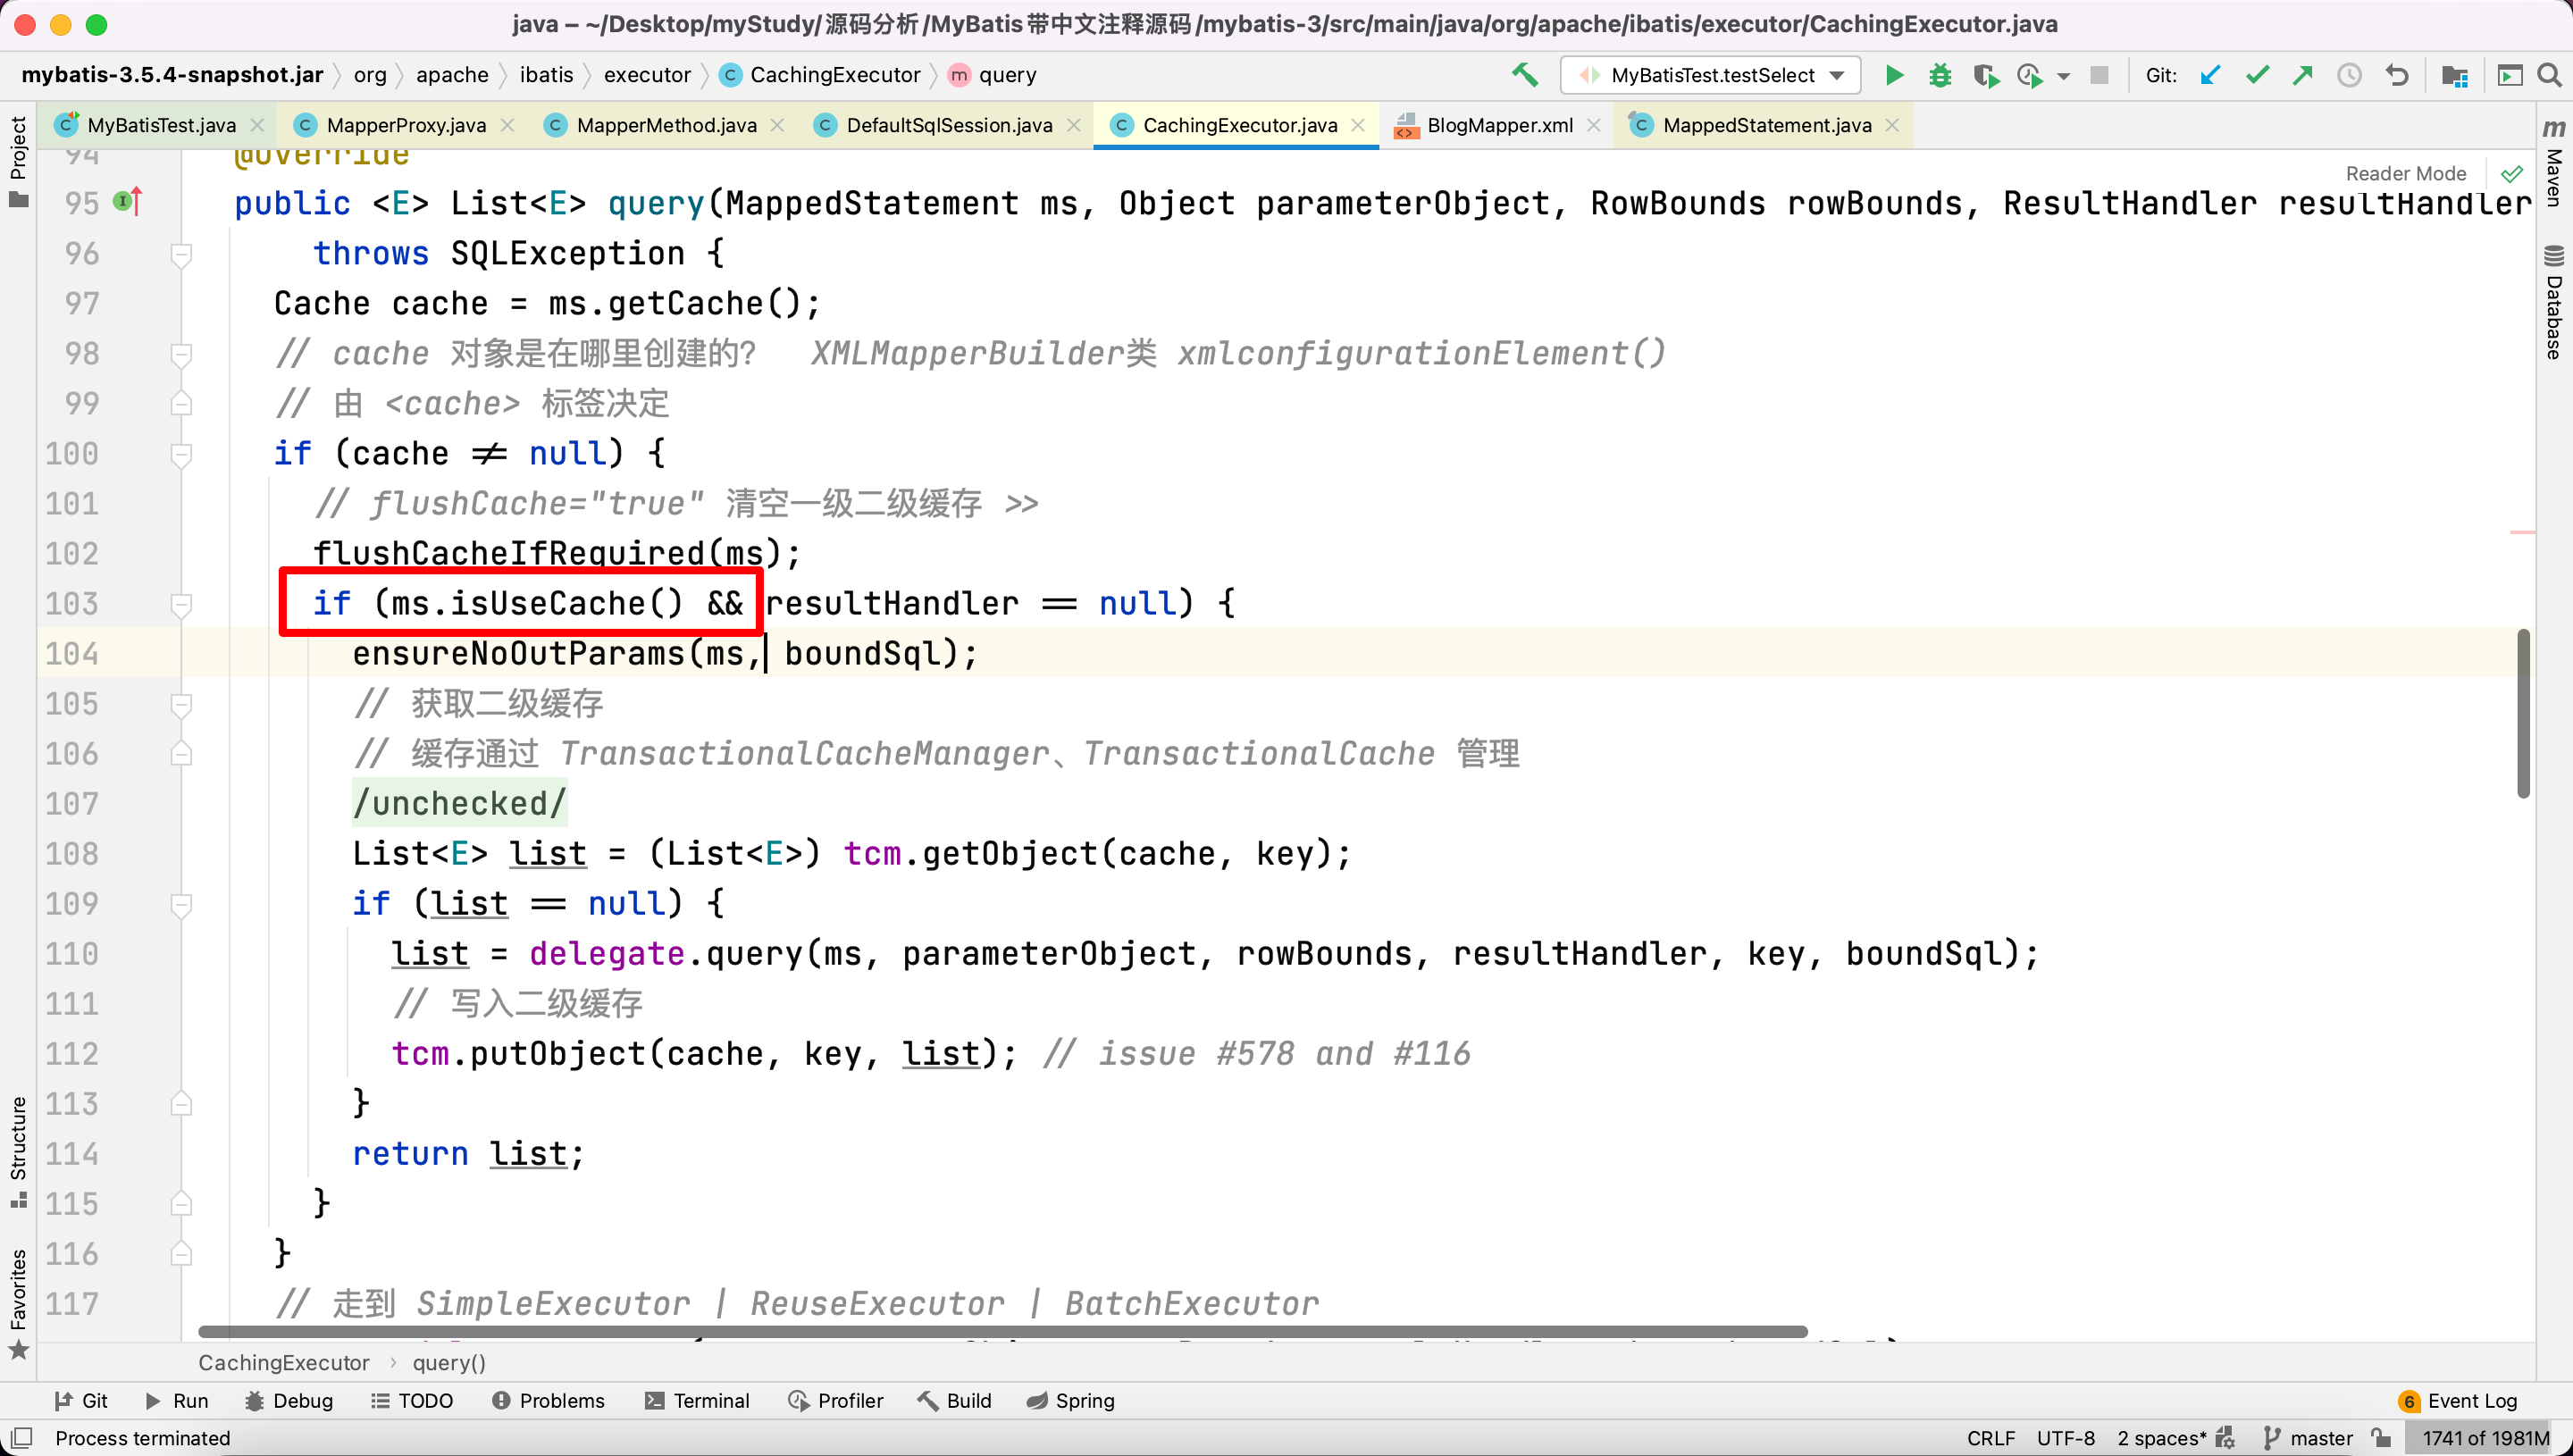 java – ~/Desktop/myStudy/源码分析/MyBatis带中文注释源码/mybatis-3/src/main/java/org/apache/ibatis/executor/CachingExecutor.java
mybatis-3.5.4-snapshot.jar org apache ibatis executor C CachingExecutor m query MyBatisTest.testSelect Git:
MyBatisTest.java MapperProxy.java MapperMethod.java DefaultSqlSession.java CachingExecutor.java BlogMapper.xml MappedStatement.java
Project
Maven
Database
Structure
Favorites
Reader Mode
94 @Override
95 public <E> List<E> query(MappedStatement ms, Object parameterObject, RowBounds rowBounds, ResultHandler resultHandler
96 throws SQLException {
97 Cache cache = ms.getCache();
98 // cache 对象是在哪里创建的? XMLMapperBuilder类 xmlconfigurationElement()
99 // 由 <cache> 标签决定
100 if (cache != null) {
101 // flushCache="true" 清空一级二级缓存 >>
102 flushCacheIfRequired(ms);
103 if (ms.isUseCache() && resultHandler == null) {
104 ensureNoOutParams(ms, boundSql);
105 // 获取二级缓存
106 // 缓存通过 TransactionalCacheManager、TransactionalCache 管理
107 /unchecked/
108 List<E> list = (List<E>) tcm.getObject(cache, key);
109 if (list == null) {
110 list = delegate.query(ms, parameterObject, rowBounds, resultHandler, key, boundSql);
111 // 写入二级缓存
112 tcm.putObject(cache, key, list); // issue #578 and #116
113 }
114 return list;
115 }
116 }
117 // 走到 SimpleExecutor | ReuseExecutor | BatchExecutor
CachingExecutor › query()
Git Run Debug TODO Problems Terminal Profiler Build Spring 6 Event Log
Process terminated CRLF UTF-8 2 spaces* master 1741 of 1981M